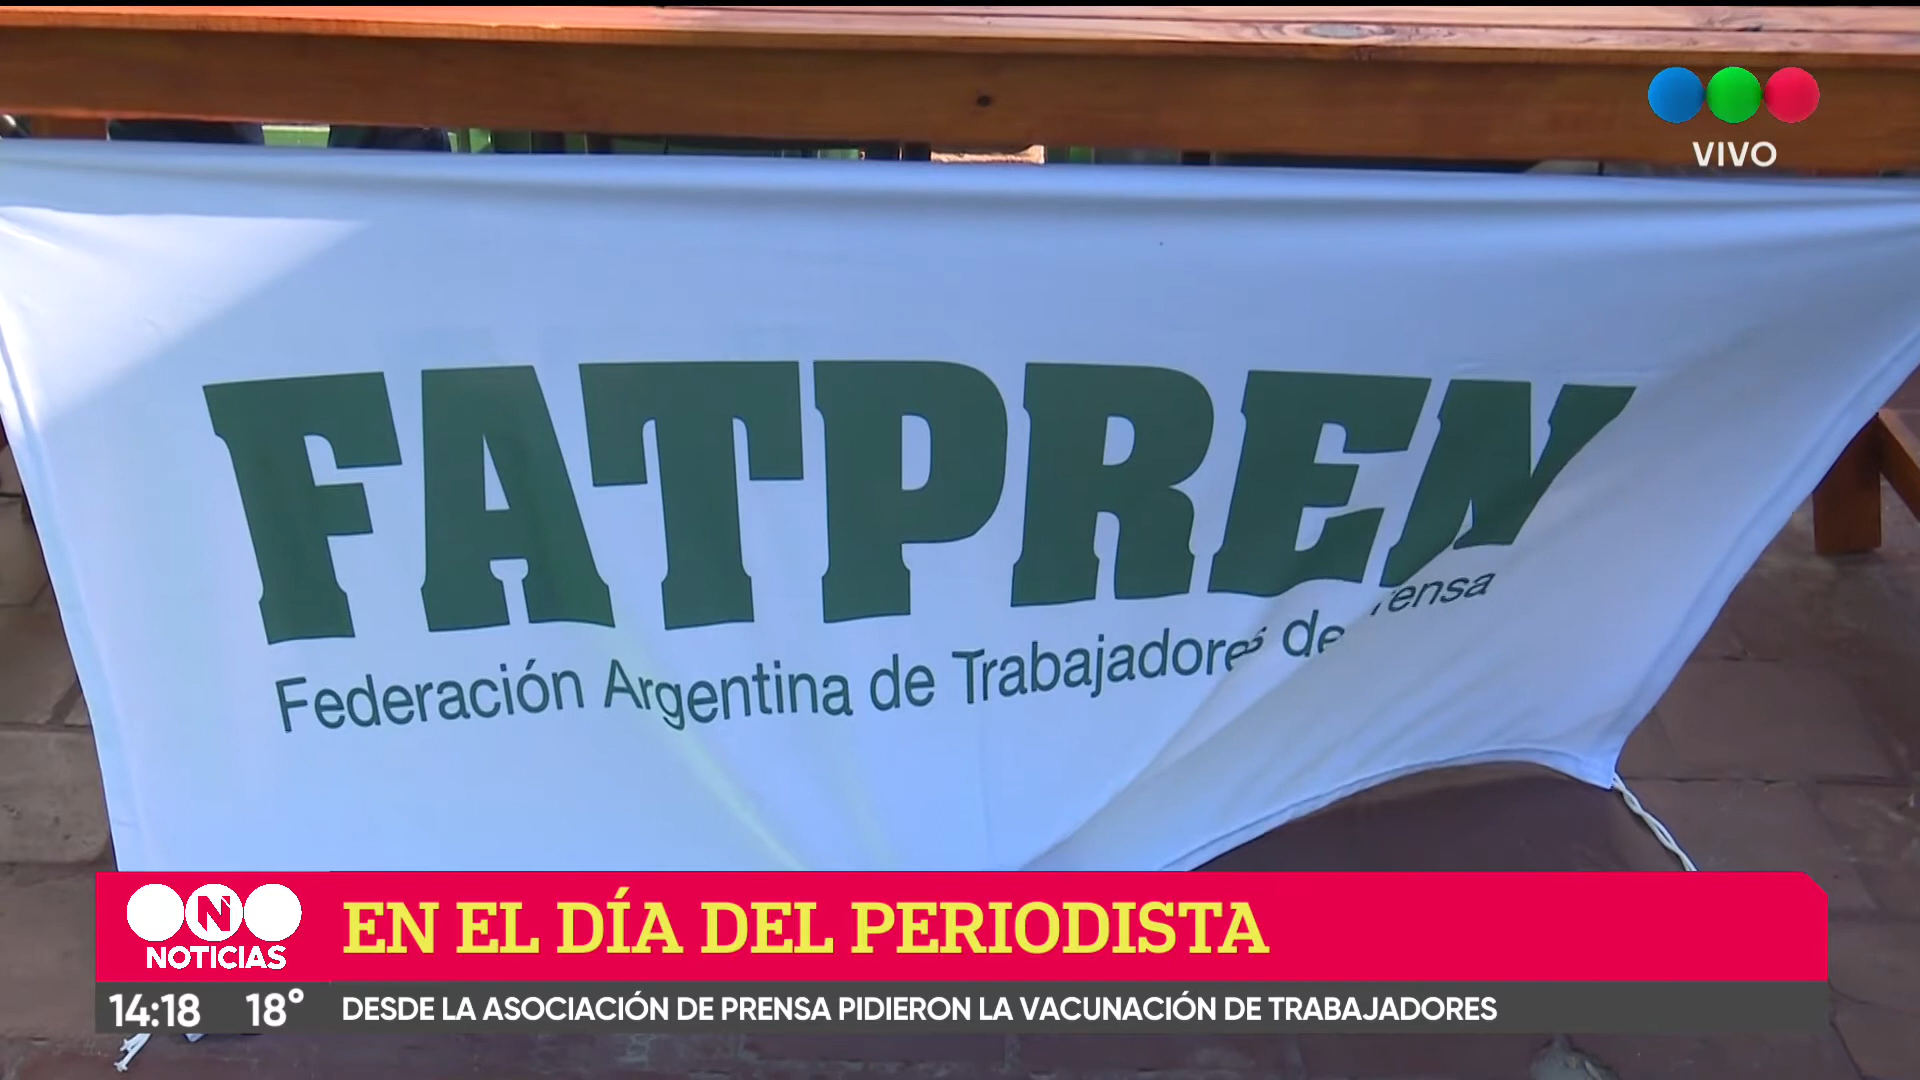 VIVO
FATPREN
Federación Argentina de Trabajadores de
N
NOTICIAS
EN EL DÍA DEL PERIODISTA
14:18 18° DESDE LA ASOCIACIÓN DE PRENSA PIDIERON LA VACUNACIÓN DE TRABAJADORES